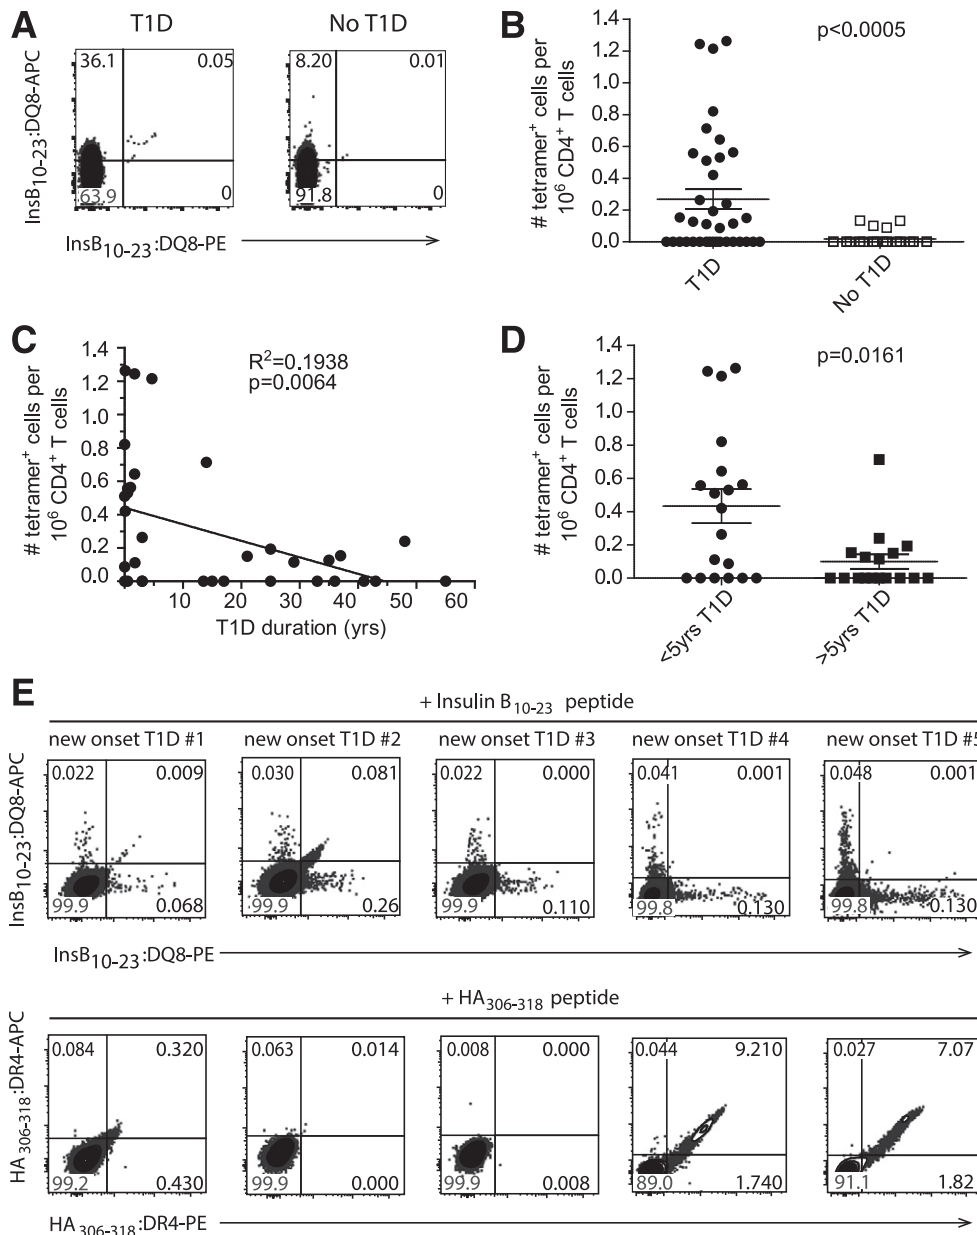 A
T1D
No T1D
InsB10-23:DQ8-APC
36.1 0.05
63.9 0
8.20 0.01
91.8 0
InsB10-23:DQ8-PE
B
# tetramer+ cells per
10^6 CD4+ T cells
p<0.0005
1.4
1.2
1.0
0.8
0.6
0.4
0.2
0.0
T1D
No T1D
C
# tetramer+ cells per
10^6 CD4+ T cells
R²=0.1938
p=0.0064
1.4
1.2
1.0
0.8
0.6
0.4
0.2
0.0
10 20 30 40 50 60
T1D duration (yrs)
D
# tetramer+ cells per
10^6 CD4+ T cells
p=0.0161
1.4
1.2
1.0
0.8
0.6
0.4
0.2
0.0
<5yrs T1D
>5yrs T1D
E
+ Insulin B10-23 peptide
new onset T1D #1 new onset T1D #2 new onset T1D #3 new onset T1D #4 new onset T1D #5
InsB10-23:DQ8-APC
0.022 0.009 0.030 0.081 0.022 0.000 0.041 0.001 0.048 0.001
99.9 0.068 99.9 0.26 99.9 0.110 99.8 0.130 99.8 0.130
InsB10-23:DQ8-PE
+ HA306-318 peptide
HA306-318:DR4-APC
0.084 0.320 0.063 0.014 0.008 0.000 0.044 9.210 0.027 7.07
99.2 0.430 99.9 0.000 99.9 0.008 89.0 1.740 91.1 1.82
HA306-318:DR4-PE